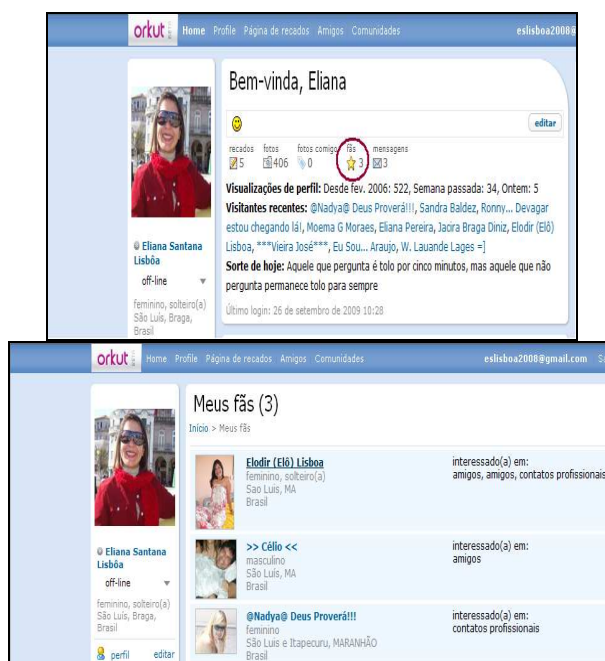 orkut Home Profile Página de recados Amigos Comunidades eslisboa2008@
Bem-vinda, Eliana
editar
recados fotos fotos comigo fãs mensagens
5 406 0 3 3
Visualizações de perfil: Desde fev. 2006: 522, Semana passada: 34, Ontem: 5
Visitantes recentes: @Nadya@ Deus Proverá!!!, Sandra Baldez, Ronny... Devagar
estou chegando lá!, Moema G Moraes, Eliana Pereira, Jacira Braga Diniz, Elodir (Elô)
Lisboa, ***Vieira José***, Eu Sou... Araujo, W. Lauande Lages =]
Sorte de hoje: Aquele que pergunta é tolo por cinco minutos, mas aquele que não
pergunta permanece tolo para sempre
Último login: 26 de setembro de 2009 10:28
Eliana Santana
Lisbôa
off-line
feminino, solteiro(a)
São Luís, Braga,
Brasil
orkut Home Profile Página de recados Amigos Comunidades eslisboa2008@gmail.com
Meus fãs (3)
Início > Meus fãs
Elodir (Elô) Lisboa
feminino, solteiro(a)
Sao Luis, MA
Brasil
interessado(a) em:
amigos, amigos, contatos profissionais
>> Célio <<
masculino
São Luis, MA
Brasil
interessado(a) em:
amigos
@Nadya@ Deus Proverá!!!
feminino
São Luis e Itapecuru, MARANHÃO
Brasil
interessado(a) em:
contatos profissionais
Eliana Santana
Lisbôa
off-line
feminino, solteiro(a)
São Luís, Braga,
Brasil
perfil editar